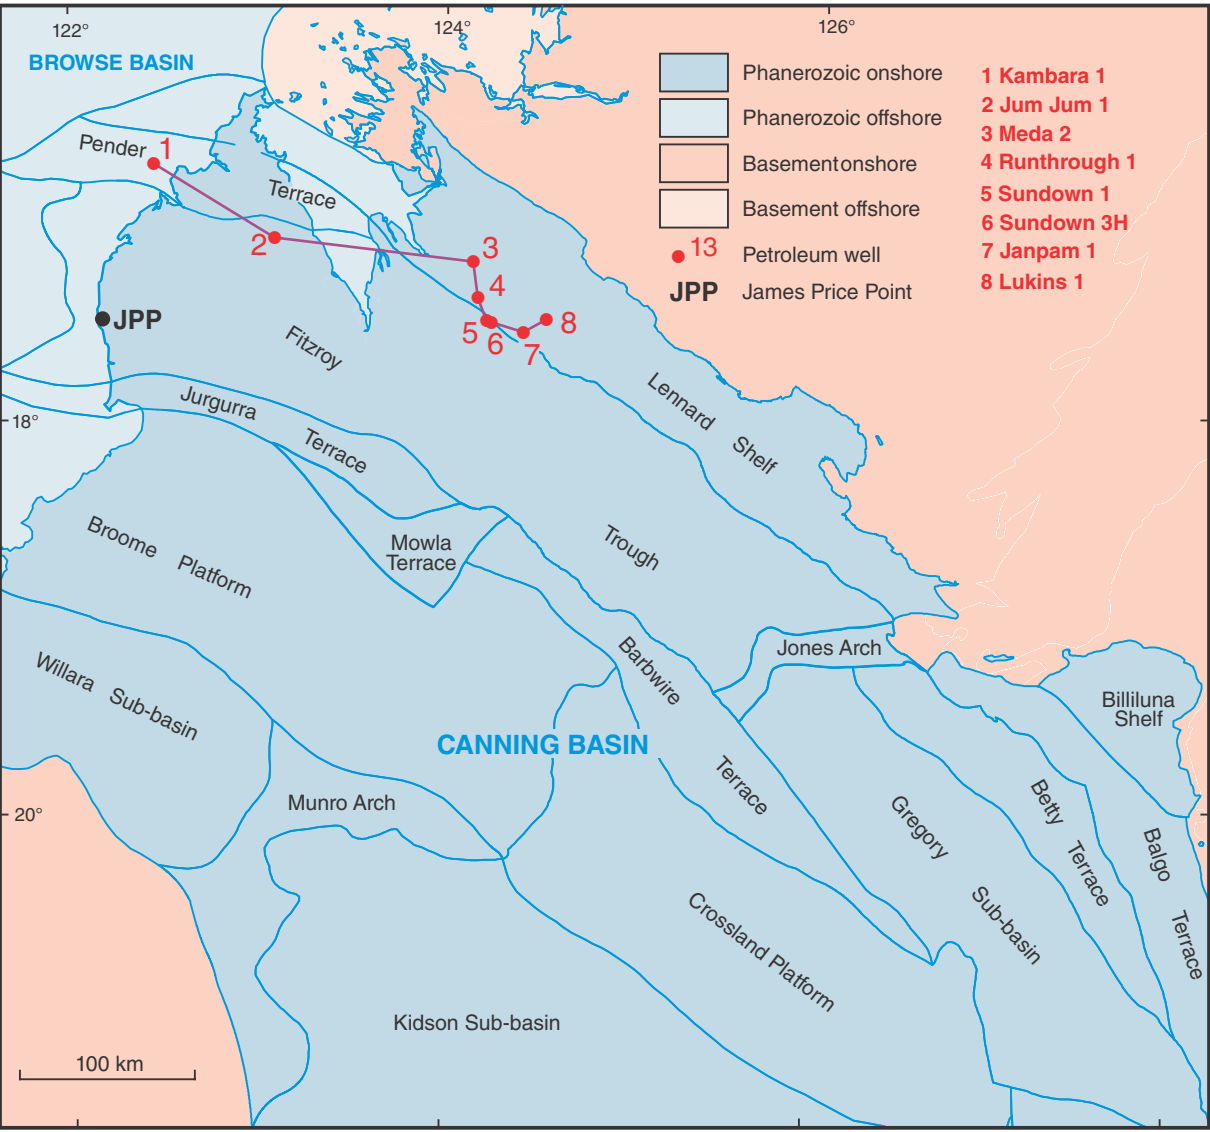 122°
124°
126°
BROWSE BASIN
Phanerozoic onshore
Phanerozoic offshore
Basement onshore
Basement offshore
13 Petroleum well
JPP James Price Point
1 Kambara 1
2 Jum Jum 1
3 Meda 2
4 Runthrough 1
5 Sundown 1
6 Sundown 3H
7 Janpam 1
8 Lukins 1
Pender
1
Terrace
2
3
4
5
6
7
8
JPP
Fitzroy
Jurgurra
Terrace
18°
Lennard Shelf
Broome Platform
Mowla
Terrace
Trough
Willara Sub-basin
Barbwire
Jones Arch
Billiluna
Shelf
CANNING BASIN
Terrace
Munro Arch
20°
Gregory
Betty
Terrace
Balgo
Terrace
Sub-basin
Crossland Platform
Kidson Sub-basin
100 km